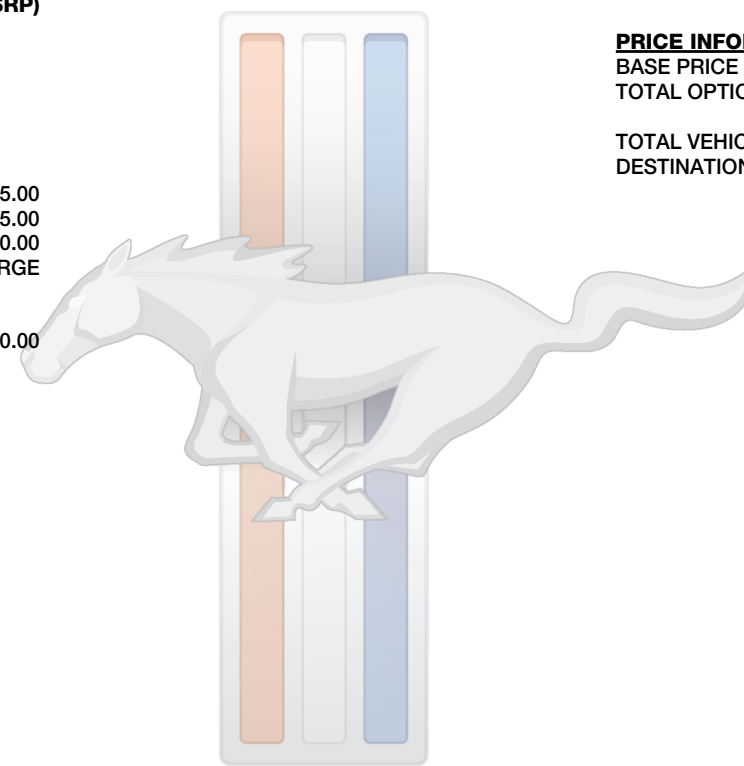 SRP)
5.00
5.00
0.00
RGE
0.00
PRICE INFO
BASE PRICE
TOTAL OPTIO
TOTAL VEHIC
DESTINATION